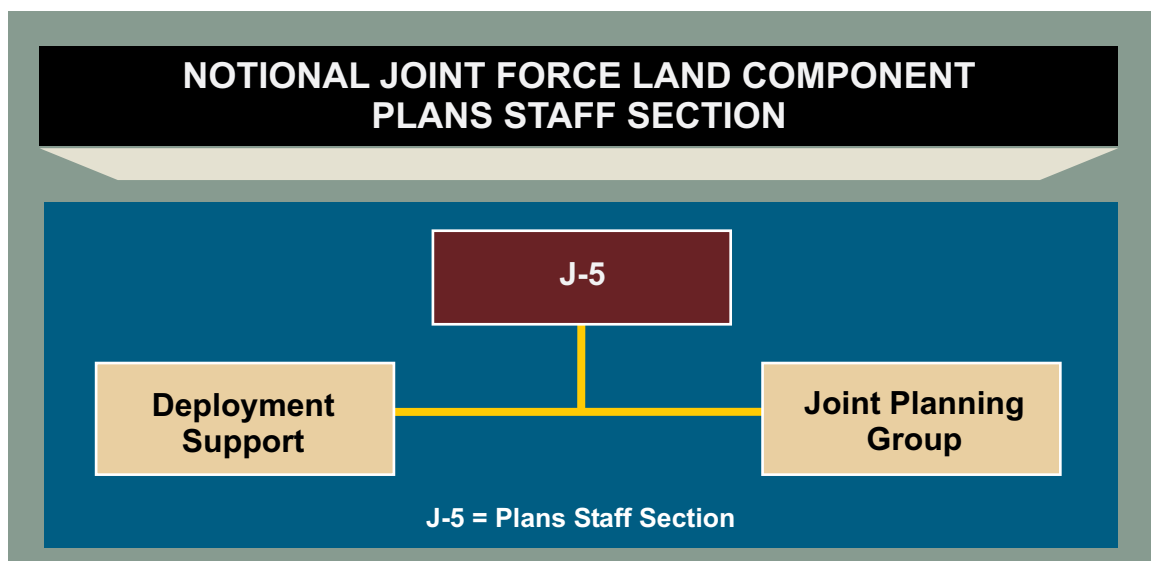 NOTIONAL JOINT FORCE LAND COMPONENT
PLANS STAFF SECTION
J-5
Deployment
Support
Joint Planning
Group
J-5 = Plans Staff Section